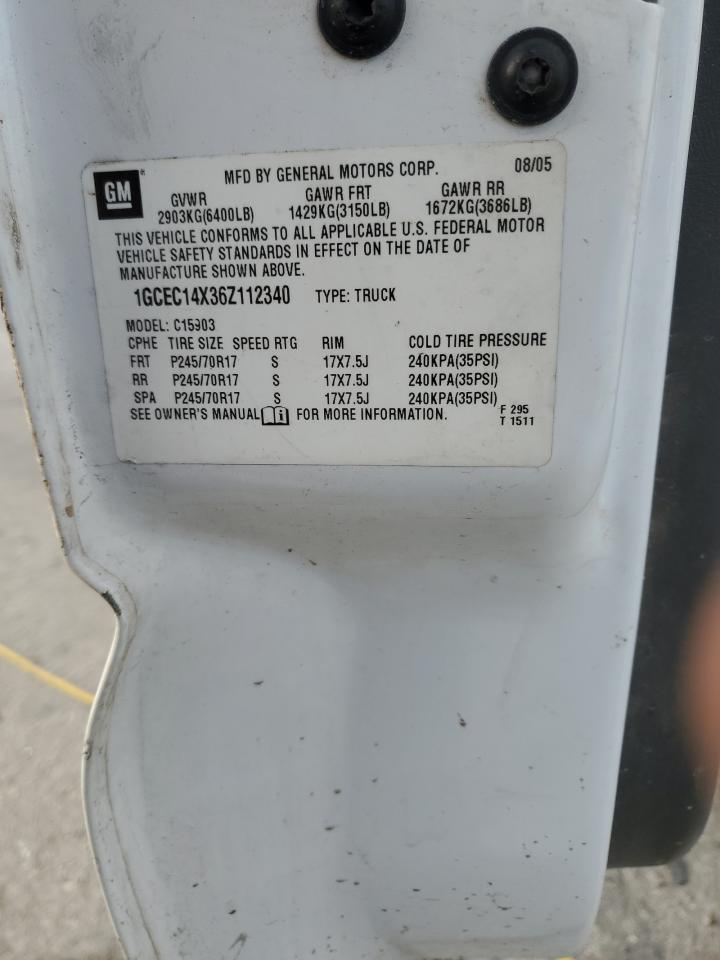 GM
MFD BY GENERAL MOTORS CORP. 08/05
GVWR GAWR FRT GAWR RR
2903KG(6400LB) 1429KG(3150LB) 1672KG(3686LB)
THIS VEHICLE CONFORMS TO ALL APPLICABLE U.S. FEDERAL MOTOR
VEHICLE SAFETY STANDARDS IN EFFECT ON THE DATE OF
MANUFACTURE SHOWN ABOVE.
1GCEC14X36Z112340 TYPE: TRUCK
MODEL: C15903
CPHE TIRE SIZE SPEED RTG RIM COLD TIRE PRESSURE
FRT P245/70R17 S 17X7.5J 240KPA(35PSI)
RR P245/70R17 S 17X7.5J 240KPA(35PSI)
SPA P245/70R17 S 17X7.5J 240KPA(35PSI)
SEE OWNER'S MANUAL FOR MORE INFORMATION. F 295
T 1511